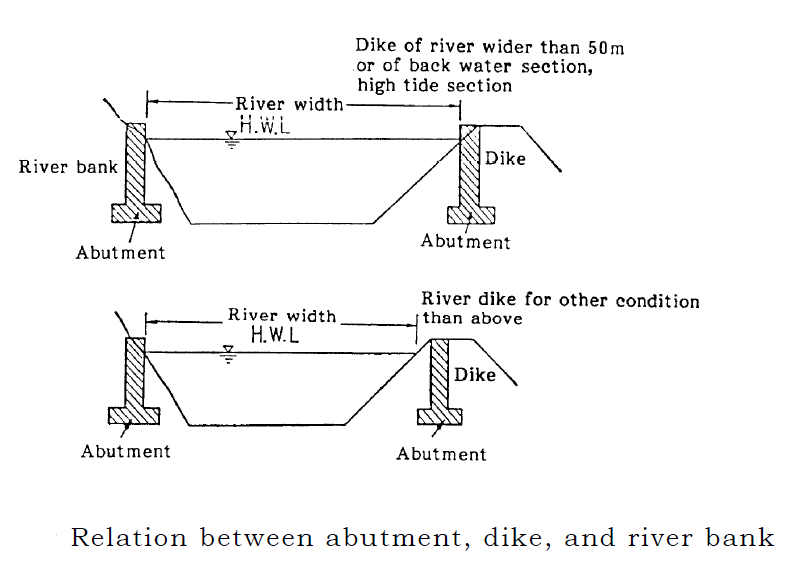 Dike of river wider than 50m
or of back water section,
high tide section
River width
H.W.L
River bank
Dike
Abutment
Abutment
River dike for other condition
than above
River width
H.W.L
Dike
Abutment
Abutment
Relation between abutment, dike, and river bank